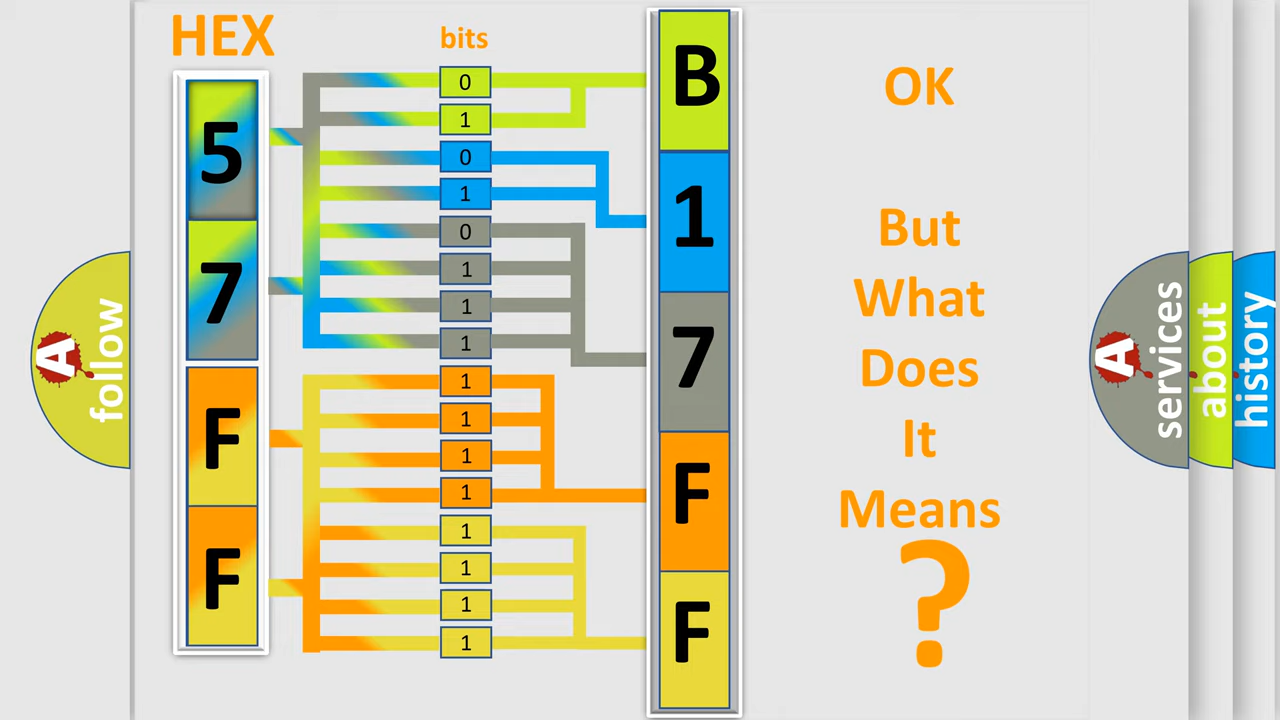 HEX
bits
5
7
F
F
0
1
0
1
0
1
1
1
1
1
1
1
1
1
1
1
B
1
7
F
F
OK
But
What
Does
It
Means
?
A
follow
A
services
about
history